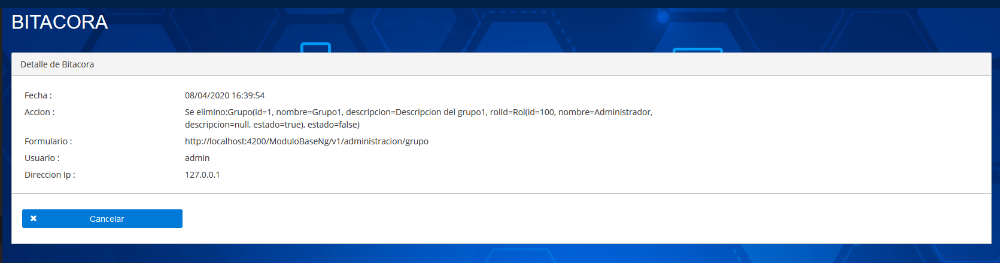 BITACORA
Detalle de Bitacora
Fecha : 08/04/2020 16:39:54
Accion : Se elimino:Grupo(id=1, nombre=Grupo1, descripcion=Descripcion del grupo1, rolId=Rol(id=100, nombre=Administrador,
descripcion=null, estado=true), estado=false)
Formulario : http://localhost:4200/ModuloBaseNg/v1/administracion/grupo
Usuario : admin
Direccion Ip : 127.0.0.1
Cancelar